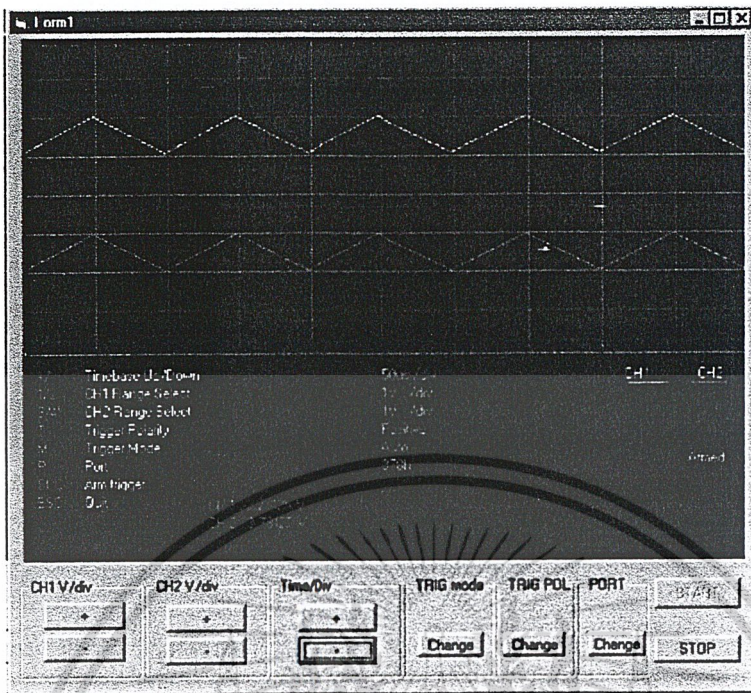 Form1
Timebase Up/Down
CH1 CH2
CH1 Range Select
CH2 Range Select
Trigger Polarity
Trigger Mode
Port 378h Armed
Arm trigger
Quit
CH1 V/div CH2 V/div Time/Div TRIG mode TRIG POL PORT START
+ + +
- - - Change Change Change STOP